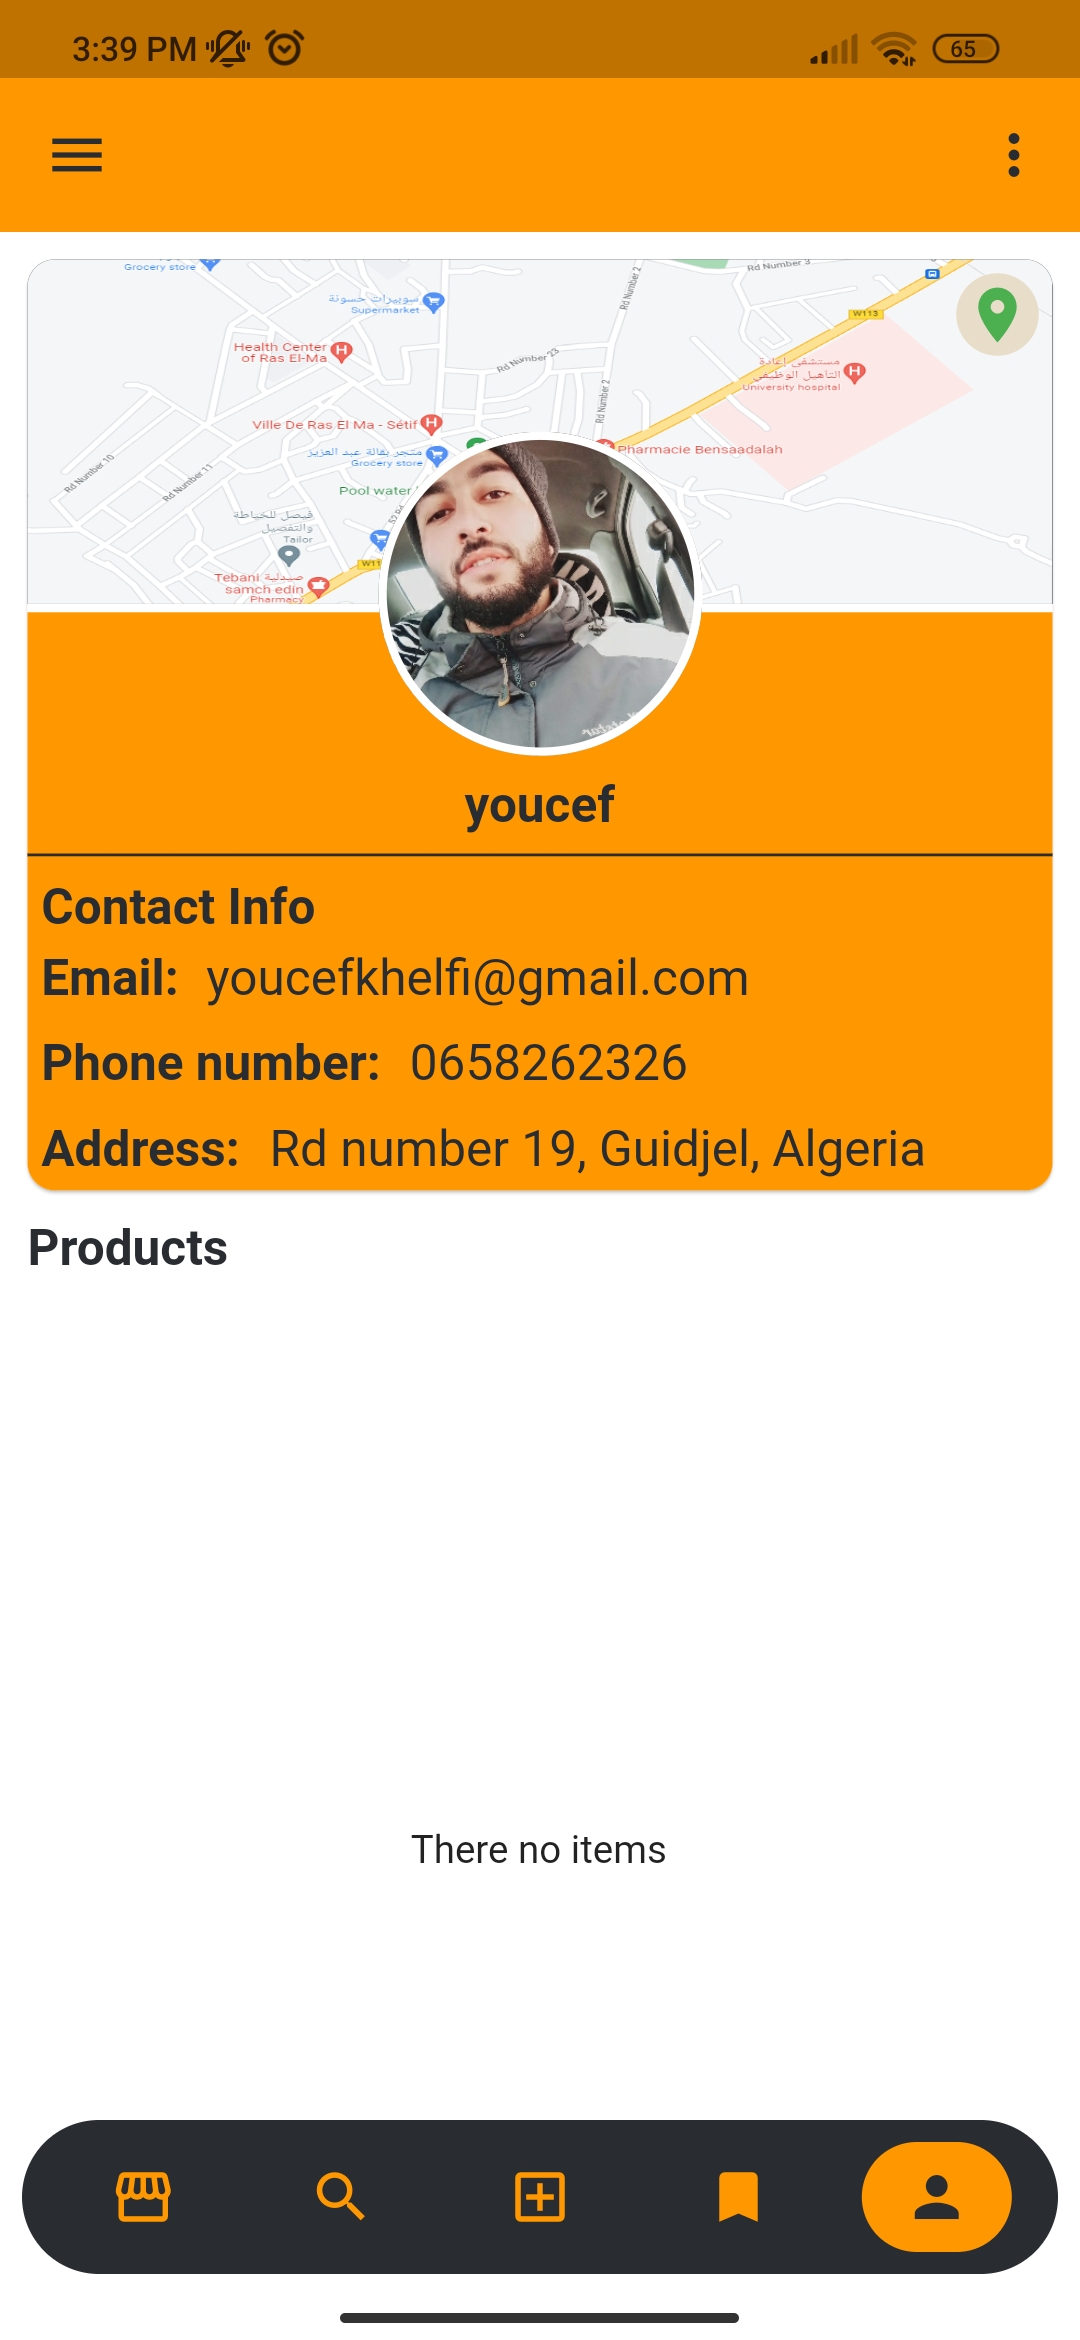 3:39 PM
65
Grocery store
Rd Number 3
سوبيرات حسونة
Supermarket
Rd Number 2
W113
Health Center
of Ras El-Ma
Rd Number 23
مستشفى إعادة
التأهيل الوظيفي
University hospital
Rd Number 2
Ville De Ras El Ma - Sétif
متجر بقالة عبد العزيز
Grocery store
Pharmacie Bensaadalah
Rd Number 10
Rd Number 11
Pool water
فيصل للخياطة
والتفصيل
Tailor
W11
Tebani صيدلية
samch edin
Pharmacy
youcef
Contact Info
Email: youcefkhelfi@gmail.com
Phone number: 0658262326
Address: Rd number 19, Guidjel, Algeria
Products
There no items